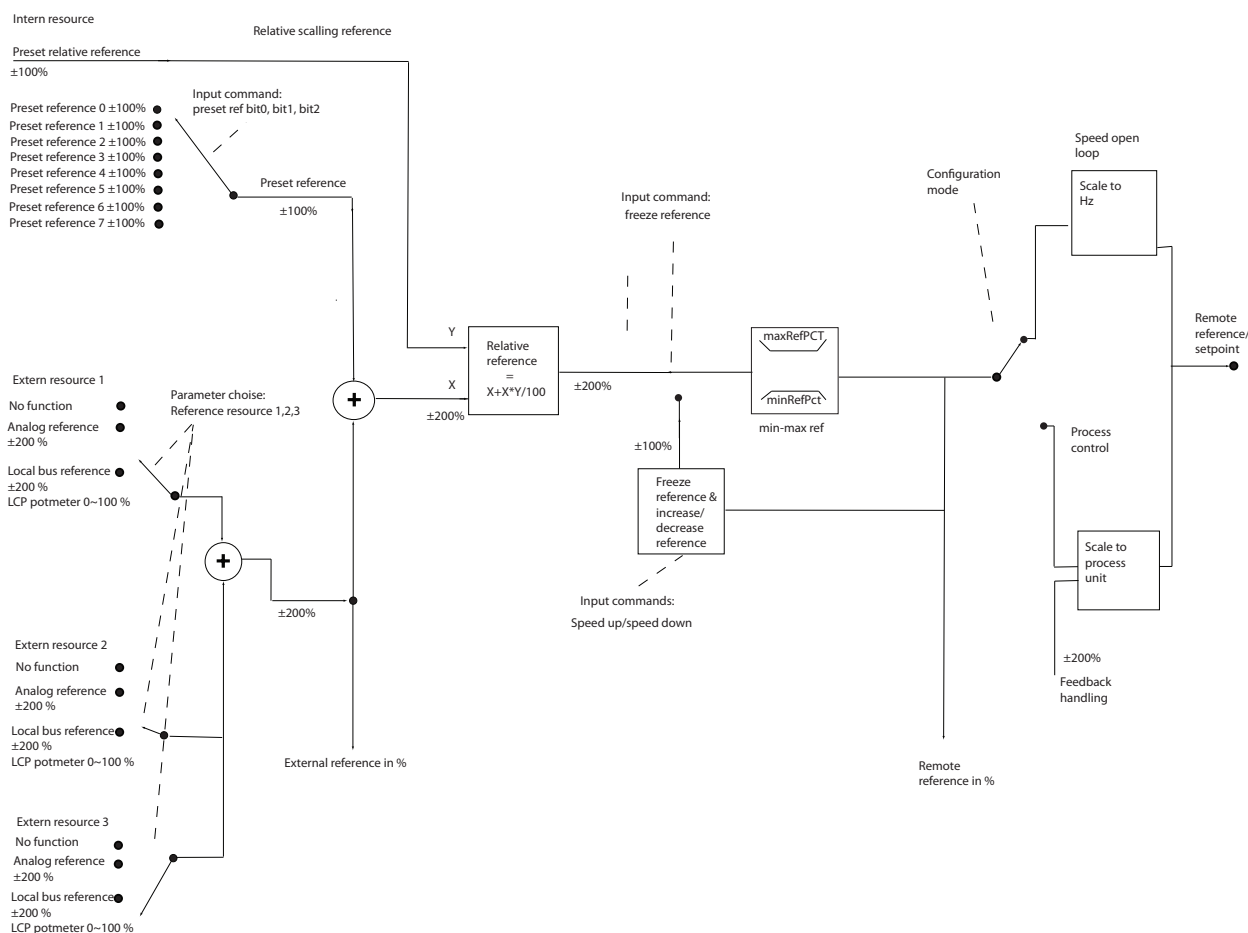 Intern resource
Relative scalling reference
Preset relative reference
±100%
Input command:
preset ref bit0, bit1, bit2
Preset reference 0 ±100%
Preset reference 1 ±100%
Preset reference 2 ±100%
Preset reference 3 ±100%
Preset reference 4 ±100%
Preset reference 5 ±100%
Preset reference 6 ±100%
Preset reference 7 ±100%
Preset reference
±100%
Input command:
freeze reference
Configuration
mode
Speed open
loop
Scale to
Hz
Y
X
±200%
Relative
reference
=
X+X*Y/100
±200%
maxRefPCT
minRefPct
min-max ref
Remote
reference/
setpoint
Extern resource 1
No function
Analog reference
±200 %
Local bus reference
±200 %
LCP potmeter 0~100 %
Parameter choise:
Reference resource 1,2,3
+
+
±200%
±100%
Freeze
reference &
increase/
decrease
reference
Input commands:
Speed up/speed down
Process
control
Scale to
process
unit
±200%
Feedback
handling
Extern resource 2
No function
Analog reference
±200 %
Local bus reference
±200 %
LCP potmeter 0~100 %
External reference in %
Remote
reference in %
Extern resource 3
No function
Analog reference
±200 %
Local bus reference
±200 %
LCP potmeter 0~100 %